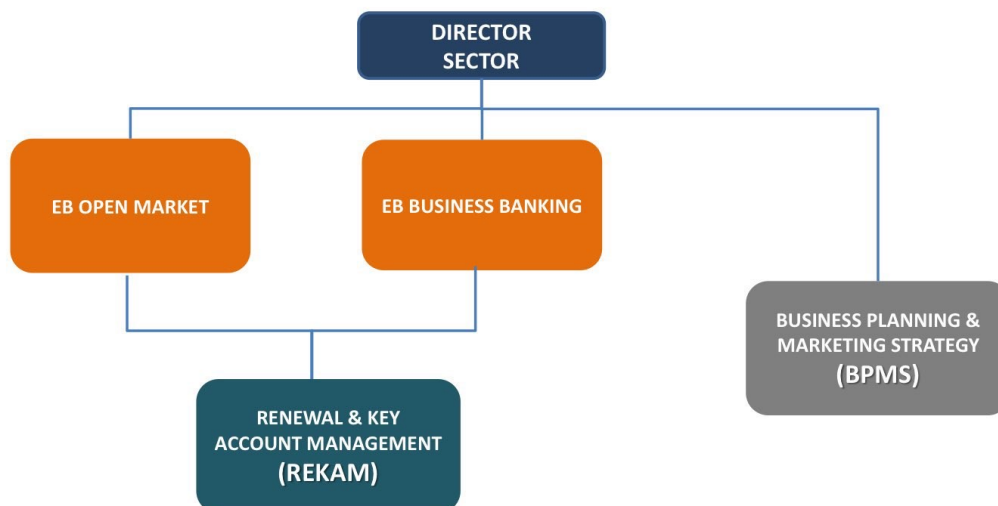 DIRECTOR
SECTOR
EB OPEN MARKET
EB BUSINESS BANKING
BUSINESS PLANNING &
MARKETING STRATEGY
(BPMS)
RENEWAL & KEY
ACCOUNT MANAGEMENT
(REKAM)